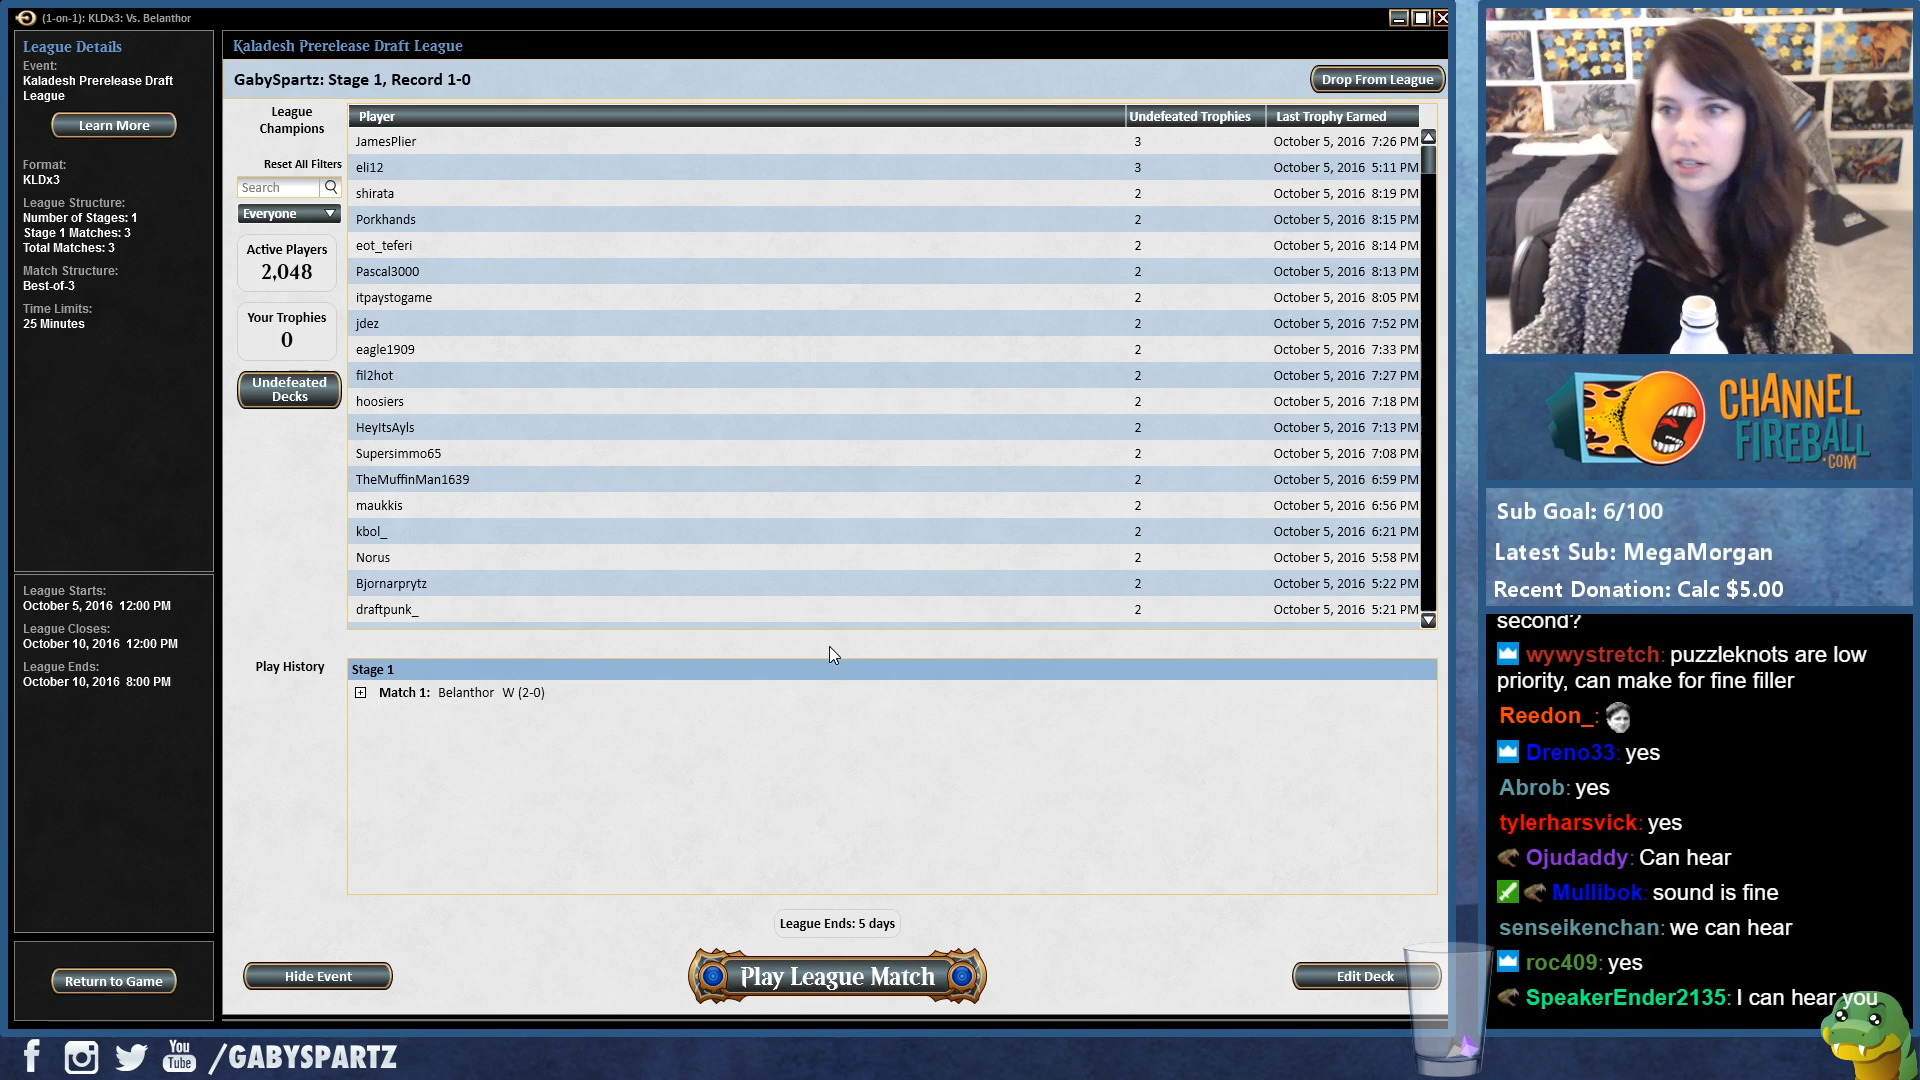 (1-on-1): KLDx3: Vs. Belanthor
League Details
Event:
Kaladesh Prerelease Draft
League
Learn More
Format:
KLDx3
League Structure:
Number of Stages: 1
Stage 1 Matches: 3
Total Matches: 3
Match Structure:
Best-of-3
Time Limits:
25 Minutes
League Starts:
October 5, 2016 12:00 PM
League Closes:
October 10, 2016 12:00 PM
League Ends:
October 10, 2016 8:00 PM
Return to Game
Kaladesh Prerelease Draft League
GabySpartz: Stage 1, Record 1-0
Drop From League
League
Champions
Reset All Filters
Search
Everyone
Active Players
2,048
Your Trophies
0
Undefeated
Decks
Player Undefeated Trophies Last Trophy Earned
JamesPlier 3 October 5, 2016 7:26 PM
eli12 3 October 5, 2016 5:11 PM
shirata 2 October 5, 2016 8:19 PM
Porkhands 2 October 5, 2016 8:15 PM
eot_teferi 2 October 5, 2016 8:14 PM
Pascal3000 2 October 5, 2016 8:13 PM
itpaystogame 2 October 5, 2016 8:05 PM
jdez 2 October 5, 2016 7:52 PM
eagle1909 2 October 5, 2016 7:33 PM
fil2hot 2 October 5, 2016 7:27 PM
hoosiers 2 October 5, 2016 7:18 PM
HeyItsAyls 2 October 5, 2016 7:13 PM
Supersimmo65 2 October 5, 2016 7:08 PM
TheMuffinMan1639 2 October 5, 2016 6:59 PM
maukkis 2 October 5, 2016 6:56 PM
kbol_ 2 October 5, 2016 6:21 PM
Norus 2 October 5, 2016 5:58 PM
Bjornarprytz 2 October 5, 2016 5:22 PM
draftpunk_ 2 October 5, 2016 5:21 PM
Play History
Stage 1
Match 1: Belanthor W (2-0)
League Ends: 5 days
Hide Event
Play League Match
Edit Deck
CHANNEL
FIREBALL
.COM
Sub Goal: 6/100
Latest Sub: MegaMorgan
Recent Donation: Calc $5.00
second?
wywystretch: puzzleknots are low
priority, can make for fine filler
Reedon_:
Dreno33: yes
Abrob: yes
tylerharsvick: yes
Ojudaddy: Can hear
Mullibok: sound is fine
senseikenchan: we can hear
roc409: yes
SpeakerEnder2135: I can hear you
You
Tube
/GABYSPARTZ